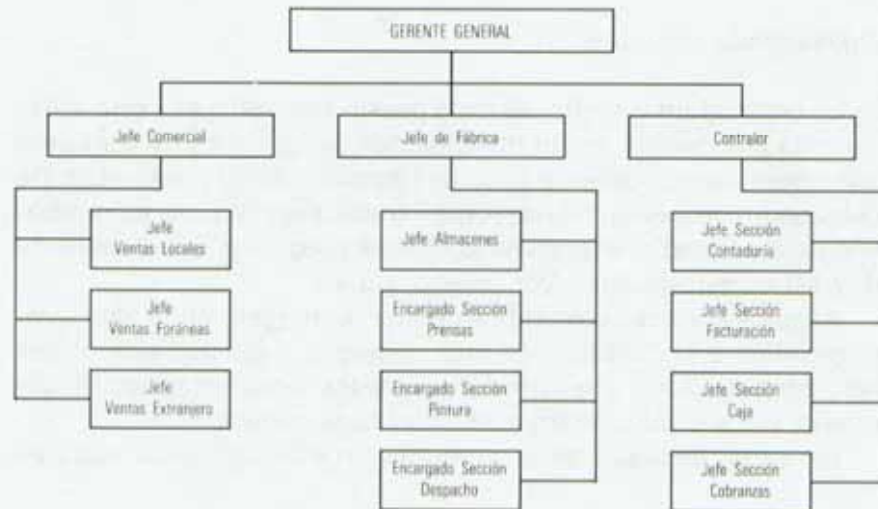 GERENTE GENERAL
Jefe Comercial
Jefe de Fábrica
Contralor
Jefe
Ventas Locales
Jefe
Ventas Foráneas
Jefe
Ventas Extranjero
Jefe Almacenes
Encargado Sección
Prensas
Encargado Sección
Pintura
Encargado Sección
Despacho
Jefe Sección
Contaduría
Jefe Sección
Facturación
Jefe Sección
Caja
Jefe Sección
Cobranzas